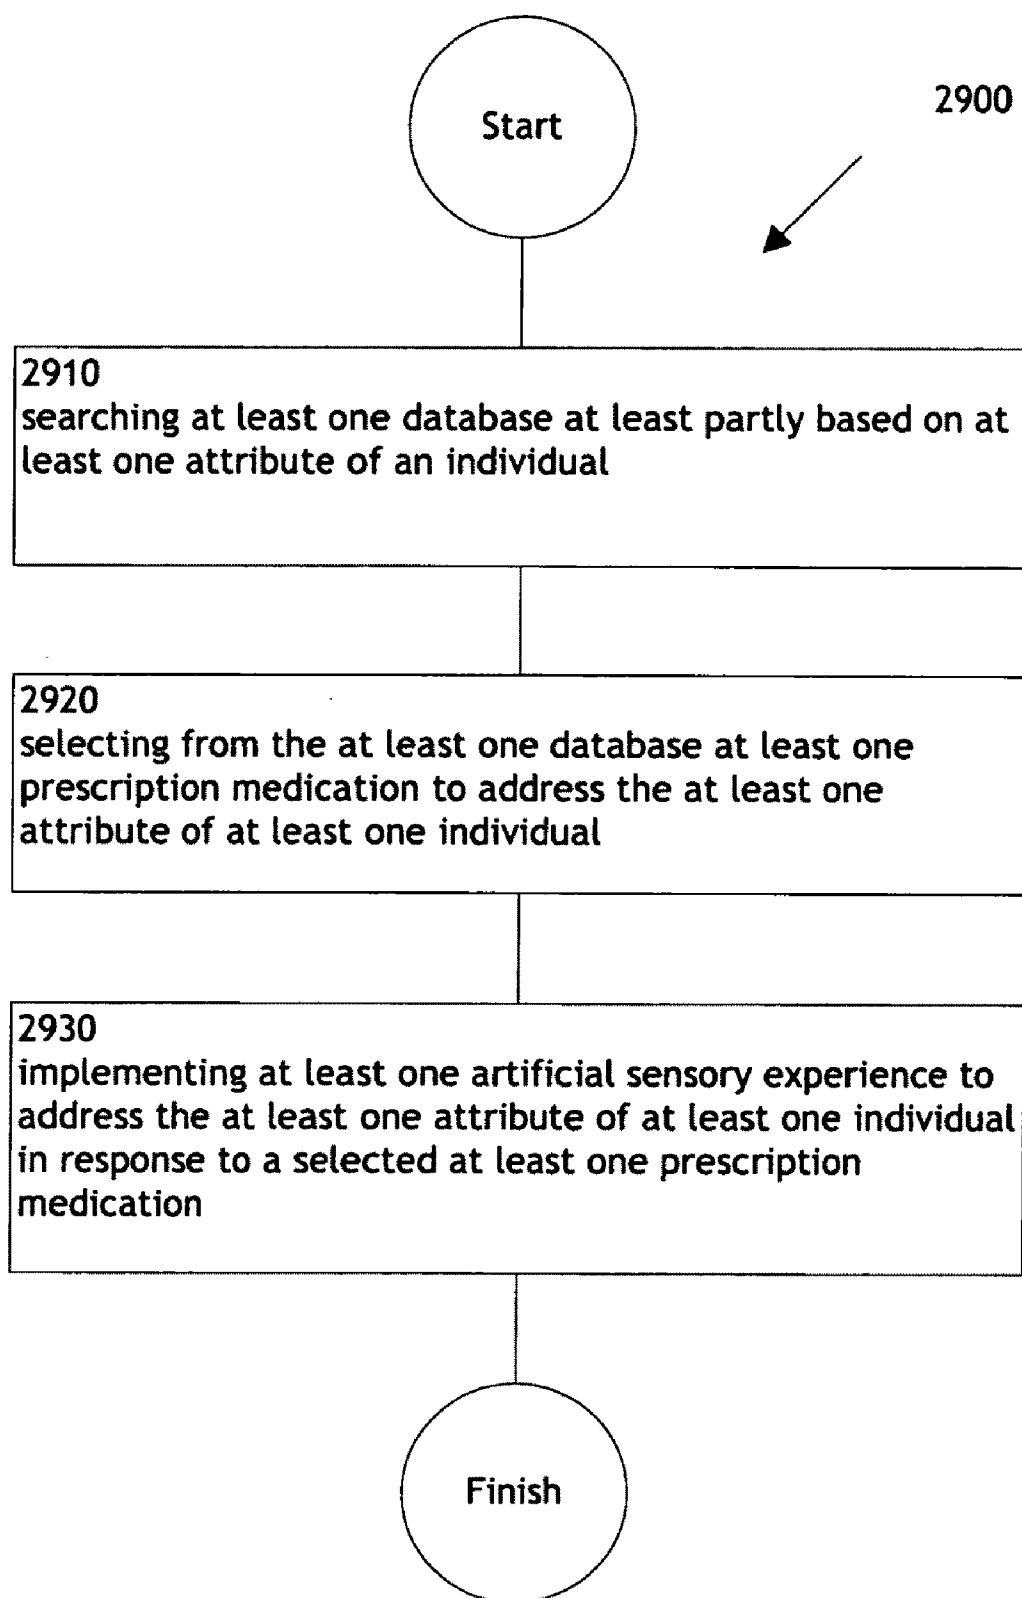 Start
2900
2910
searching at least one database at least partly based on at
least one attribute of an individual
2920
selecting from the at least one database at least one
prescription medication to address the at least one
attribute of at least one individual
2930
implementing at least one artificial sensory experience to
address the at least one attribute of at least one individual
in response to a selected at least one prescription
medication
Finish